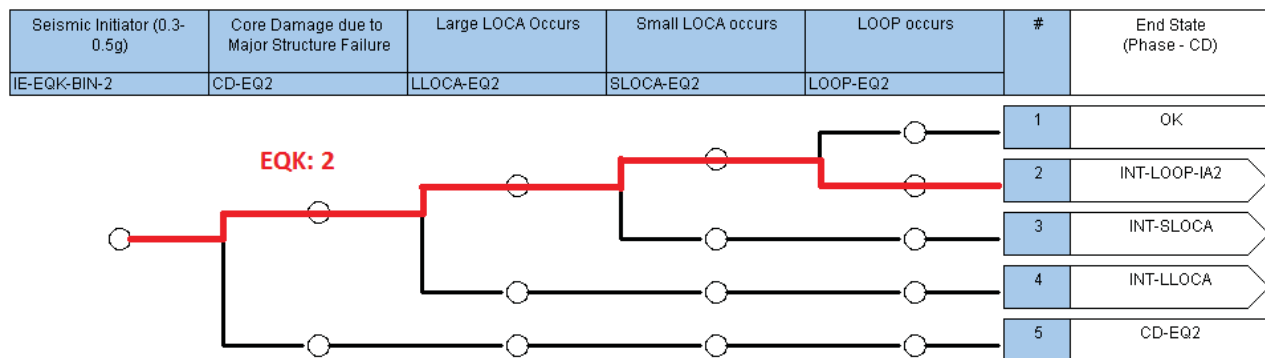 Seismic Initiator (0.3-
0.5g)
Core Damage due to
Major Structure Failure
Large LOCA Occurs
Small LOCA occurs
LOOP occurs
#
End State
(Phase - CD)
IE-EQK-BIN-2
CD-EQ2
LLOCA-EQ2
SLOCA-EQ2
LOOP-EQ2
1
OK
EQK: 2
2
INT-LOOP-IA2
3
INT-SLOCA
4
INT-LLOCA
5
CD-EQ2